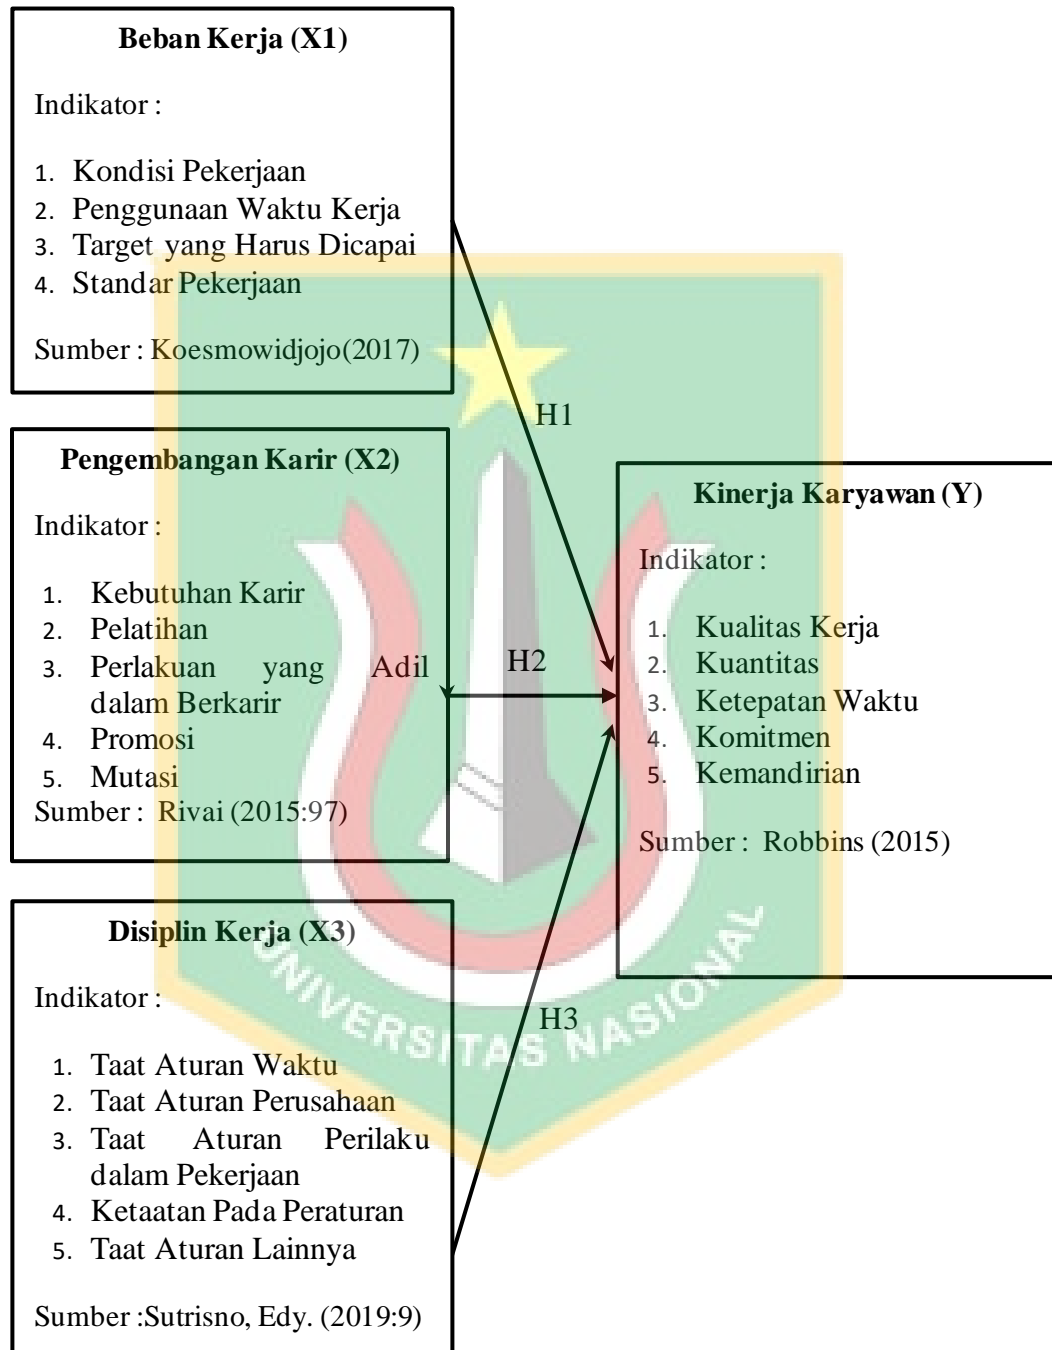 Beban Kerja (X1)
Indikator :
1. Kondisi Pekerjaan
2. Penggunaan Waktu Kerja
3. Target yang Harus Dicapai
4. Standar Pekerjaan
Sumber : Koesmowidjojo(2017)
H1
Pengembangan Karir (X2)
Indikator :
1. Kebutuhan Karir
2. Pelatihan
3. Perlakuan yang Adil
dalam Berkarir
4. Promosi
5. Mutasi
Sumber : Rivai (2015:97)
H2
Kinerja Karyawan (Y)
Indikator :
1. Kualitas Kerja
2. Kuantitas
3. Ketepatan Waktu
4. Komitmen
5. Kemandirian
Sumber : Robbins (2015)
Disiplin Kerja (X3)
Indikator :
1. Taat Aturan Waktu
2. Taat Aturan Perusahaan
3. Taat Aturan Perilaku
dalam Pekerjaan
4. Ketaatan Pada Peraturan
5. Taat Aturan Lainnya
Sumber :Sutrisno, Edy. (2019:9)
H3
UNIVERSITAS NASIONAL